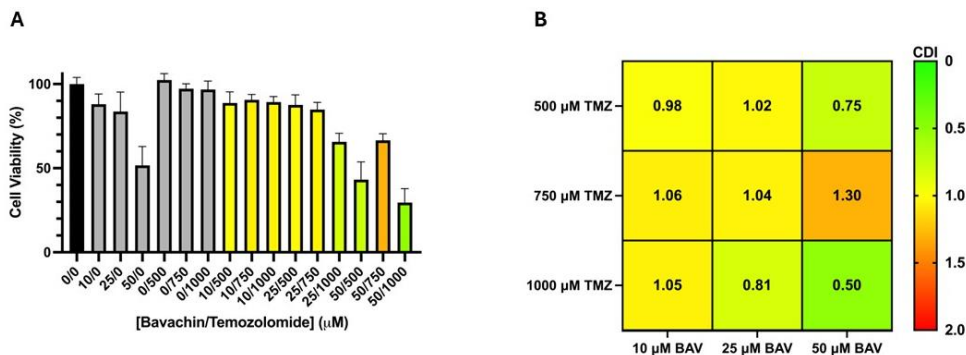 A
Cell Viability (%)
100
50
0
0/0
10/0
25/0
50/0
0/500
0/750
0/1000
10/500
10/750
10/1000
25/500
25/750
25/1000
50/500
50/750
50/1000
[Bavachin/Temozolomide] (μM)
B
CDI
500 μM TMZ
0.98 1.02 0.75
750 μM TMZ
1.06 1.04 1.30
1000 μM TMZ
1.05 0.81 0.50
10 μM BAV 25 μM BAV 50 μM BAV
0
0.5
1.0
1.5
2.0